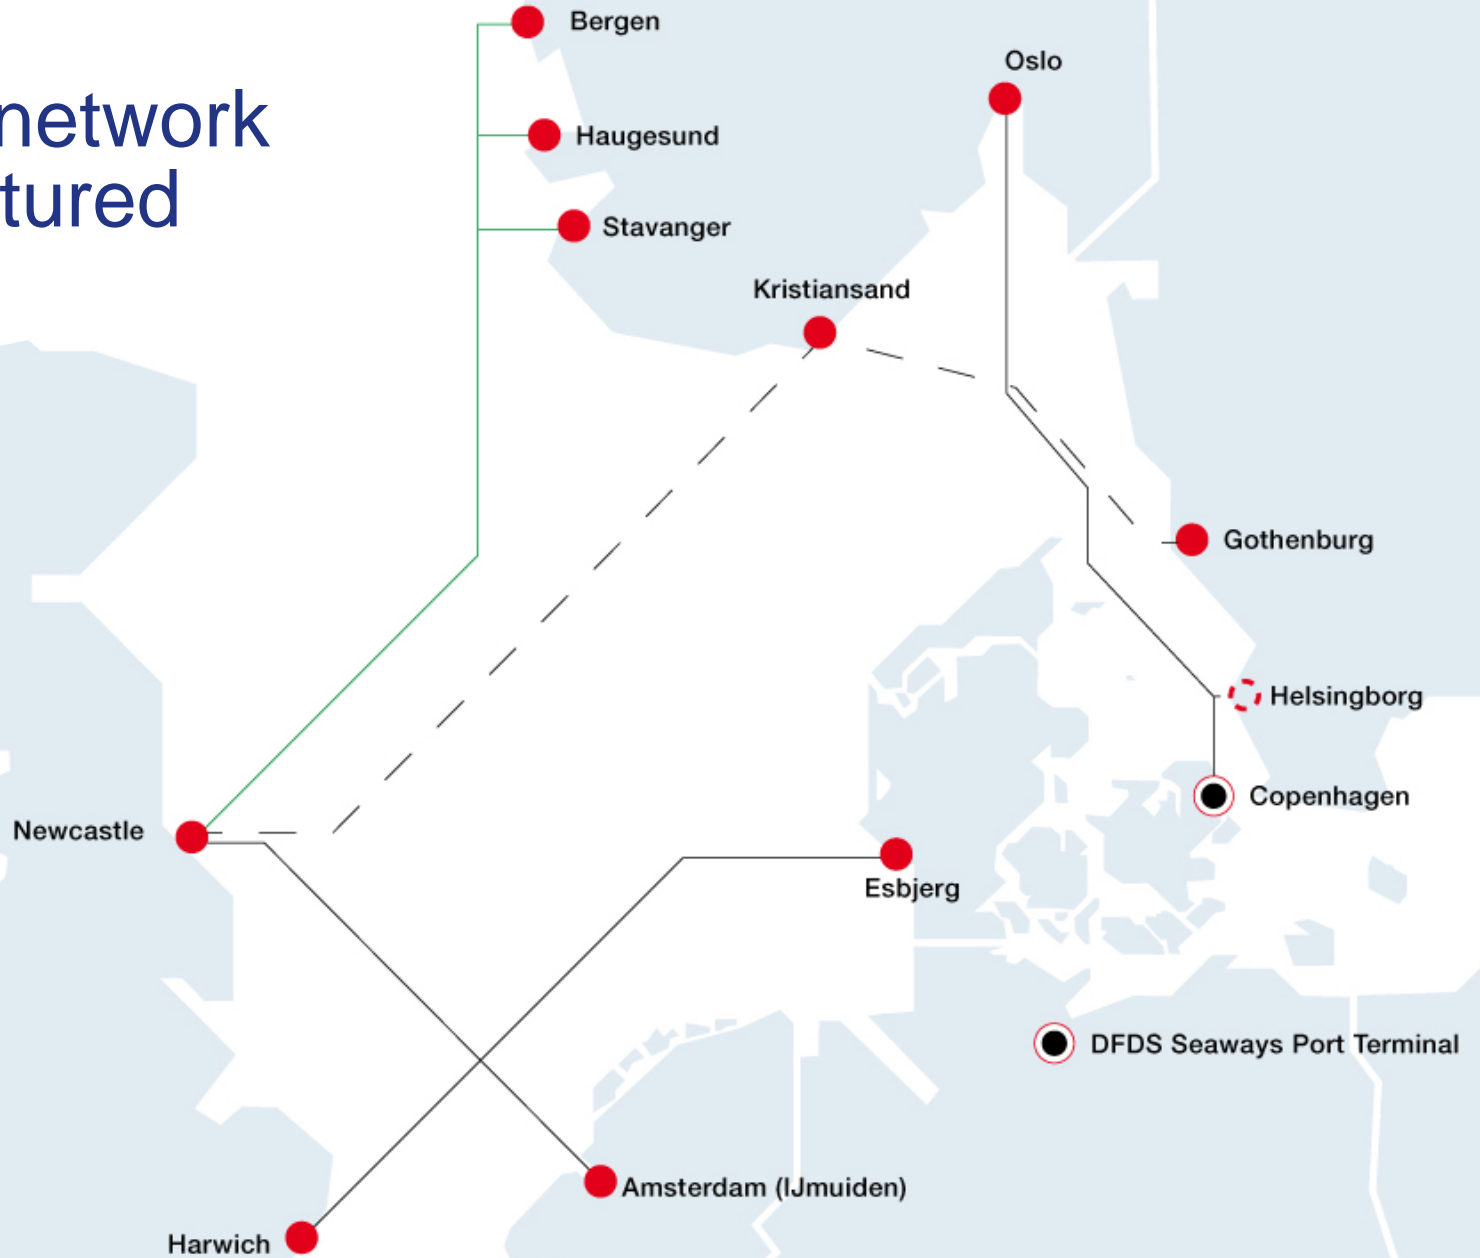 network
tured
Bergen
Oslo
Haugesund
Stavanger
Kristiansand
Gothenburg
Helsingborg
Copenhagen
Newcastle
Esbjerg
DFDS Seaways Port Terminal
Amsterdam (IJmuiden)
Harwich